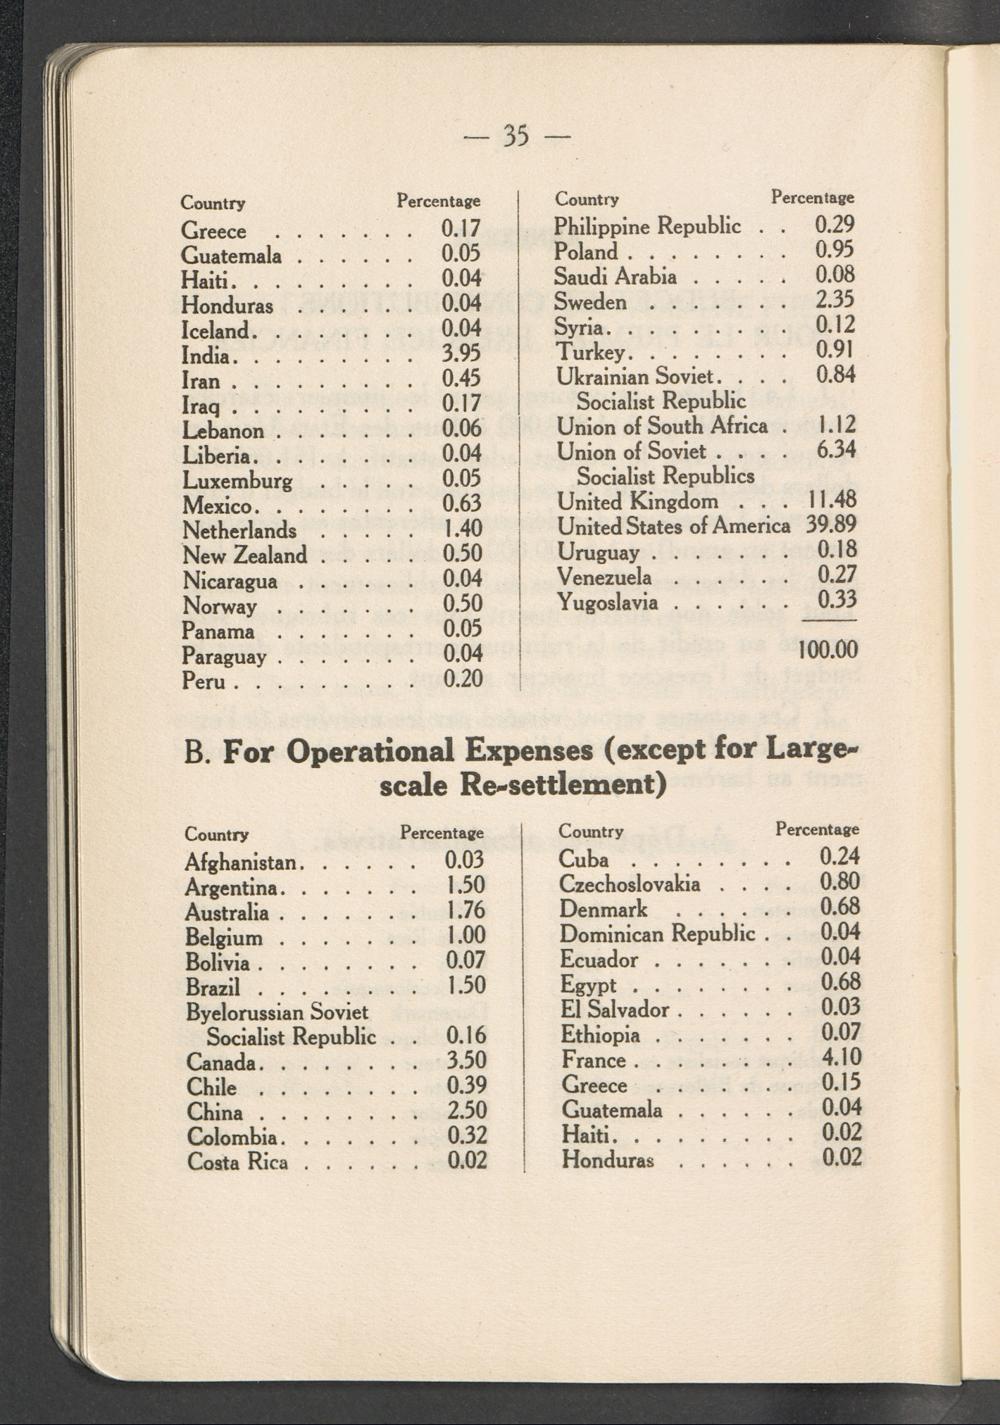 — 35 —
Country Percentage
Greece . . . . . . . 0.17
Guatemala . . . . . . 0.05
Haiti. . . . . . . . . 0.04
Honduras . . . . . . 0.04
Iceland. . . . . . . . 0.04
India. . . . . . . . . 3.95
Iran . . . . . . . . . 0.45
Iraq . . . . . . . . . 0.17
Lebanon . . . . . . . 0.06
Liberia. . . . . . . . 0.04
Luxemburg . . . . . 0.05
Mexico. . . . . . . . 0.63
Netherlands . . . . . 1.40
New Zealand . . . . . 0.50
Nicaragua . . . . . . 0.04
Norway . . . . . . . 0.50
Panama . . . . . . . 0.05
Paraguay . . . . . . . 0.04
Peru . . . . . . . . . 0.20
Country Percentage
Philippine Republic . . 0.29
Poland . . . . . . . . 0.95
Saudi Arabia . . . . . 0.08
Sweden . . . . . . . 2.35
Syria. . . . . . . . . 0.12
Turkey. . . . . . . . 0.91
Ukrainian Soviet. . . . 0.84
Socialist Republic
Union of South Africa . 1.12
Union of Soviet . . . . 6.34
Socialist Republics
United Kingdom . . . 11.48
United States of America 39.89
Uruguay . . . . . . . 0.18
Venezuela . . . . . . 0.27
Yugoslavia . . . . . . 0.33
100.00
B. For Operational Expenses (except for Large-
scale Re-settlement)
Country Percentage
Afghanistan. . . . . . 0.03
Argentina. . . . . . . 1.50
Australia . . . . . . . 1.76
Belgium . . . . . . . 1.00
Bolivia . . . . . . . . 0.07
Brazil . . . . . . . . 1.50
Byelorussian Soviet
Socialist Republic . . 0.16
Canada. . . . . . . . 3.50
Chile . . . . . . . . 0.39
China . . . . . . . . 2.50
Colombia. . . . . . . 0.32
Costa Rica . . . . . . 0.02
Country Percentage
Cuba . . . . . . . . 0.24
Czechoslovakia . . . . 0.80
Denmark . . . . . . 0.68
Dominican Republic . . 0.04
Ecuador . . . . . . . 0.04
Egypt . . . . . . . . 0.68
El Salvador . . . . . . 0.03
Ethiopia . . . . . . . 0.07
France . . . . . . . . 4.10
Greece . . . . . . . 0.15
Guatemala . . . . . . 0.04
Haiti. . . . . . . . . 0.02
Honduras . . . . . . 0.02